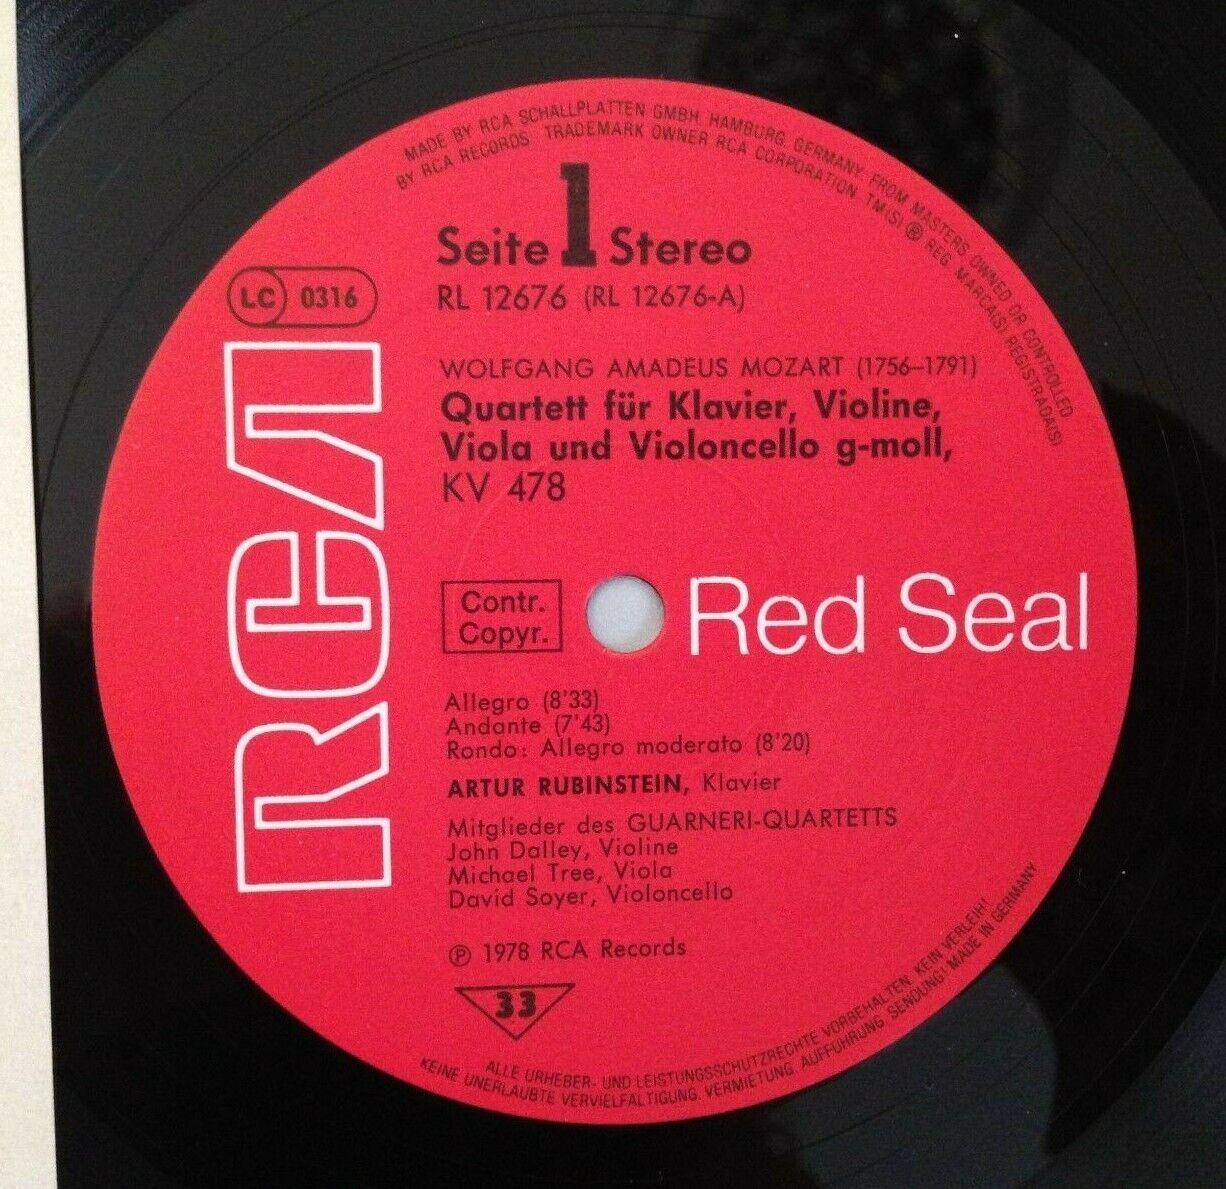 MADE BY RCA SCHALLPLATTEN GMBH, HAMBURG, GERMANY, FROM MASTERS OWNED OR CONTROLLED
BY RCA RECORDS. TRADEMARK OWNER RCA CORPORATION. TM(S) ® REG. MARCA(S) REGISTRADA(S)
Seite 1 Stereo
RL 12676 (RL 12676-A)
LC 0316
RCA
WOLFGANG AMADEUS MOZART (1756–1791)
Quartett für Klavier, Violine,
Viola und Violoncello g-moll,
KV 478
Contr.
Copyr.
Red Seal
Allegro (8'33)
Andante (7'43)
Rondo: Allegro moderato (8'20)
ARTUR RUBINSTEIN, Klavier
Mitglieder des GUARNERI-QUARTETTS
John Dalley, Violine
Michael Tree, Viola
David Soyer, Violoncello
℗ 1978 RCA Records
33
ALLE URHEBER- UND LEISTUNGSSCHUTZRECHTE VORBEHALTEN. KEIN VERLEIH!
KEINE UNERLAUBTE VERVIELFÄLTIGUNG, VERMIETUNG, AUFFÜHRUNG, SENDUNG! MADE IN GERMANY